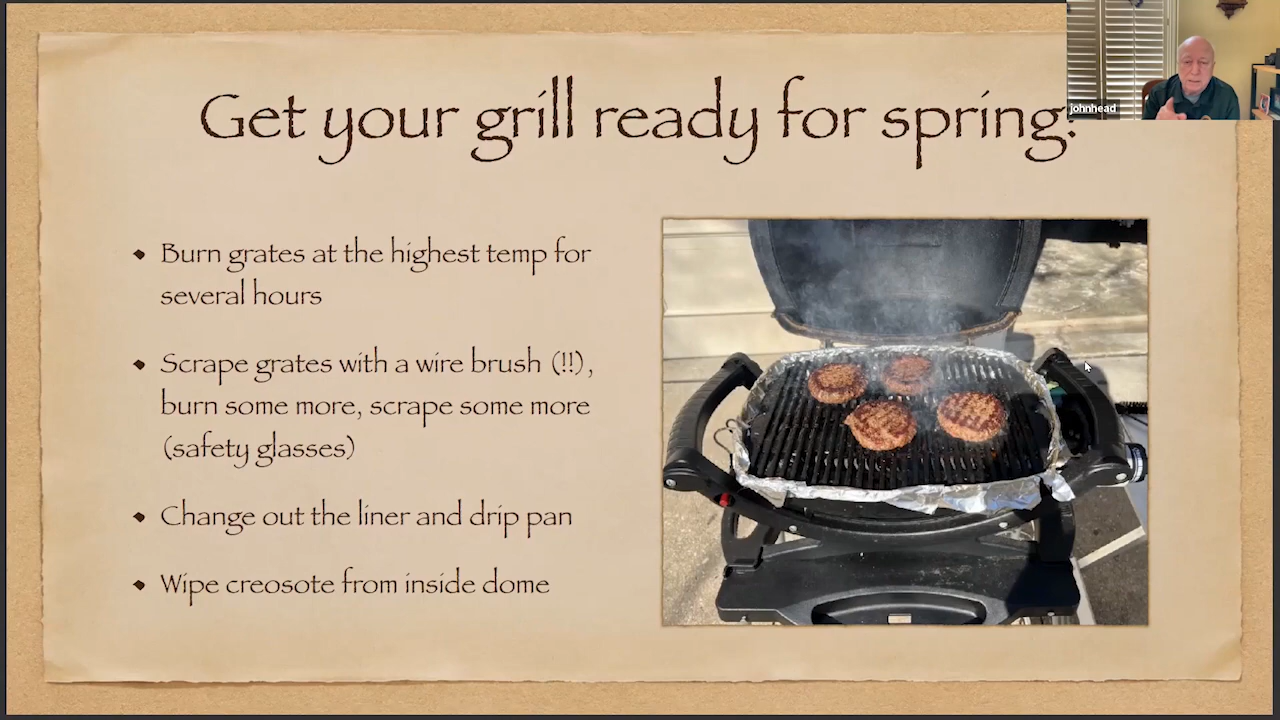 Get your grill ready for spring:
johnhead
• Burn grates at the highest temp for
several hours
• Scrape grates with a wire brush (!!),
burn some more, scrape some more
(safety glasses)
• Change out the liner and drip pan
• Wipe creosote from inside dome